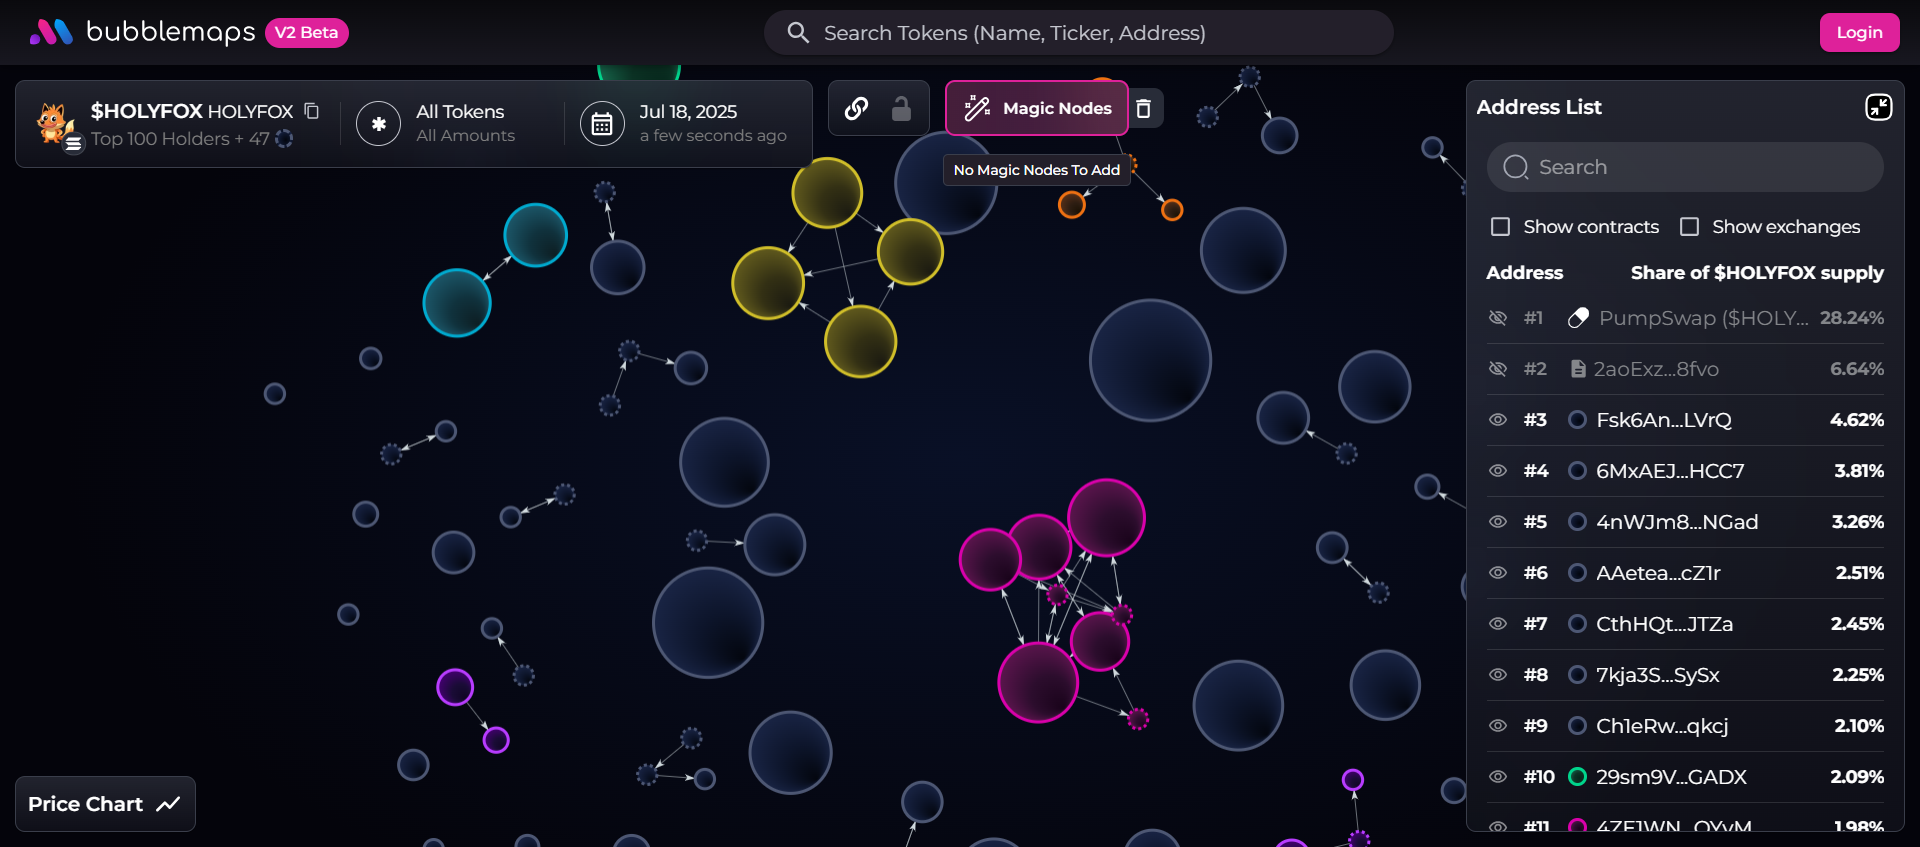 bubblemaps V2 Beta
Search Tokens (Name, Ticker, Address)
Login
$HOLYFOX HOLYFOX
Top 100 Holders + 47
All Tokens
All Amounts
Jul 18, 2025
a few seconds ago
Magic Nodes
No Magic Nodes To Add
Address List
Search
Show contracts
Show exchanges
Address Share of $HOLYFOX supply
#1 PumpSwap ($HOLY... 28.24%
#2 2aoExz...8fvo 6.64%
#3 Fsk6An...LVrQ 4.62%
#4 6MxAEJ...HCC7 3.81%
#5 4nWJm8...NGad 3.26%
#6 AAetea...cZ1r 2.51%
#7 CthHQt...JTZa 2.45%
#8 7kja3S...SySx 2.25%
#9 Ch1eRw...qkcj 2.10%
#10 29sm9V...GADX 2.09%
#11 1.98%
Price Chart